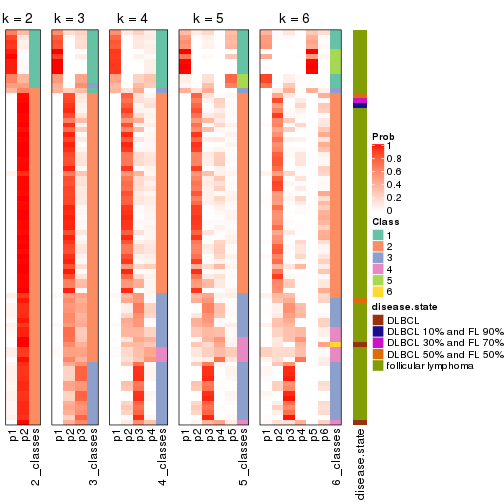 k = 2 k = 3 k = 4 k = 5 k = 6
Prob
1
0.8
0.6
0.4
0.2
0
Class
1
2
3
4
5
6
disease.state
DLBCL
DLBCL 10% and FL 90%
DLBCL 30% and FL 70%
DLBCL 50% and FL 50%
follicular lymphoma
p1 p2 2_classes p1 p2 p3 3_classes p1 p2 p3 p4 4_classes p1 p2 p3 p4 p5 5_classes p1 p2 p3 p4 p5 p6 6_classes disease.state